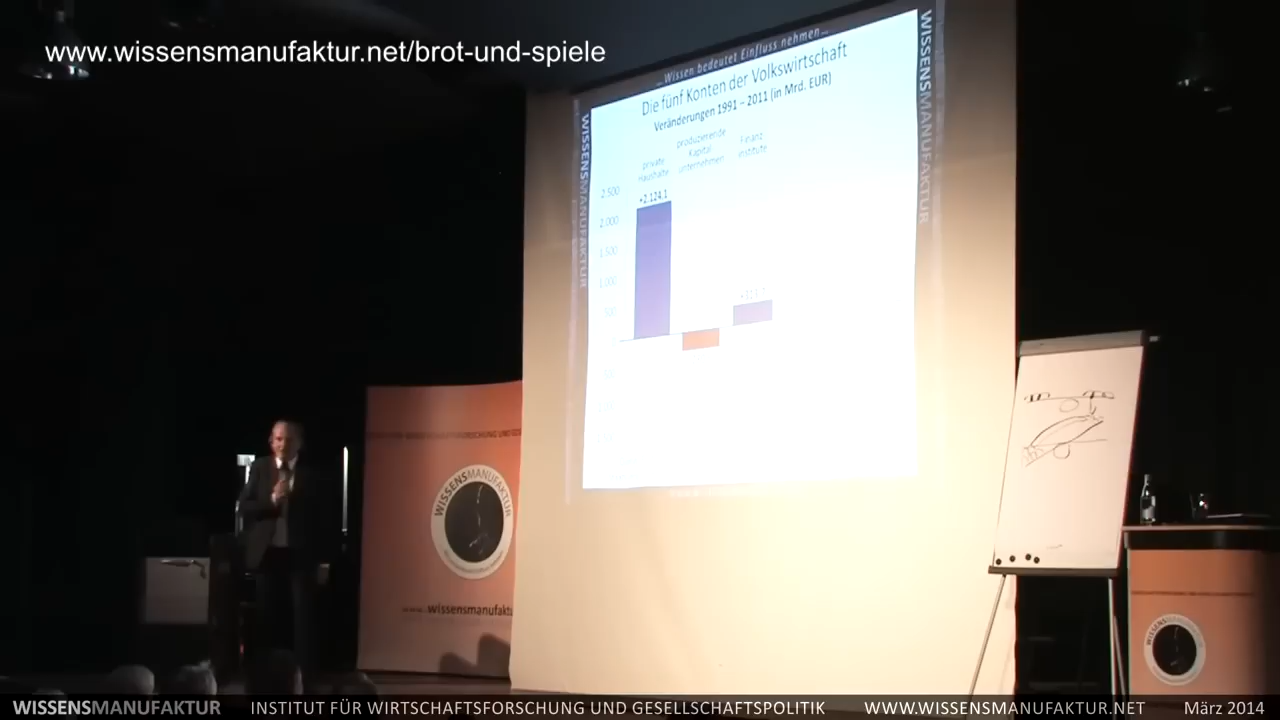 www.wissensmanufaktur.net/brot-und-spiele
...Wissen bedeutet Einfluss nehmen...
Die fünf Konten der Volkswirtschaft
Veränderungen 1991 – 2011 (in Mrd. EUR)
private
Haushalte
produzierende
Kapital
unternehmen
Finanz
institute
+2.124,1
2.500
2.000
1.500
1.000
500
WISSENSMANUFAKTUR
WISSENSMANUFAKTUR
WISSENSMANUFAKTUR
www.wissensmanufaktu
WISSENSMANUFAKTUR
WISSENSMANUFAKTUR
INSTITUT FÜR WIRTSCHAFTSFORSCHUNG UND GESELLSCHAFTSPOLITIK
WWW.WISSENSMANUFAKTUR.NET
März 2014